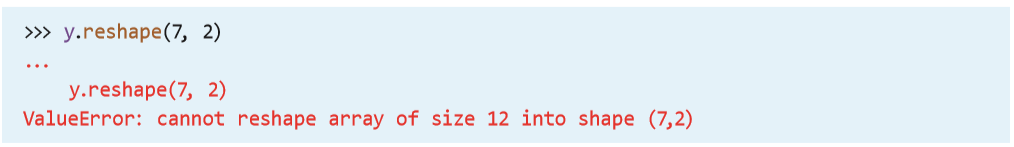 >>> y.reshape(7, 2)
...
    y.reshape(7, 2)
ValueError: cannot reshape array of size 12 into shape (7,2)